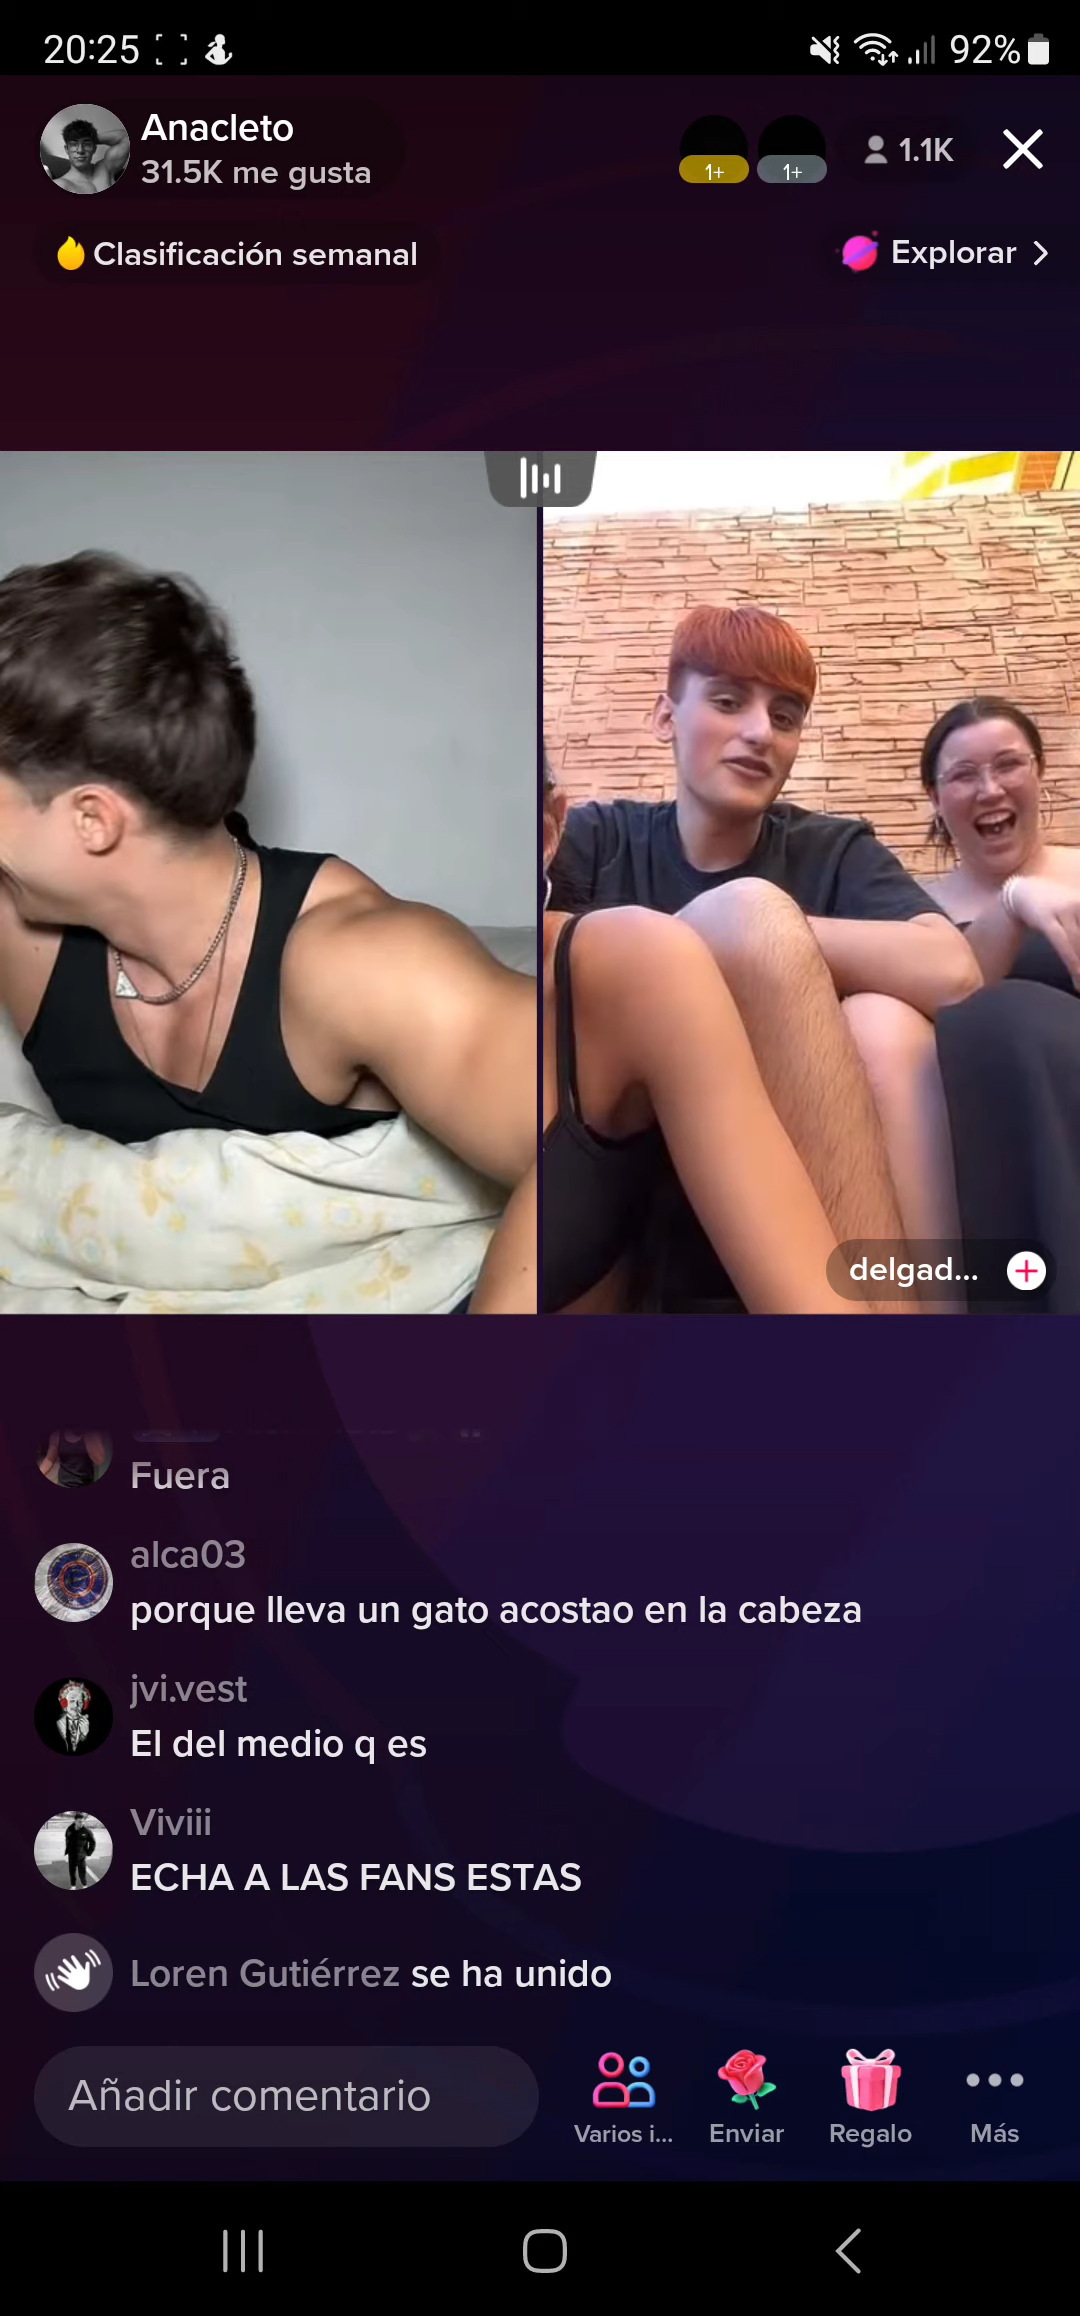 20:25
92%
Anacleto
31.5K me gusta
1+
1+
1.1K
Clasificación semanal
Explorar
delgad...
Fuera
alca03
porque lleva un gato acostao en la cabeza
jvi.vest
El del medio q es
Viviii
ECHA A LAS FANS ESTAS
Loren Gutiérrez se ha unido
Añadir comentario
Varios i...
Enviar
Regalo
Más